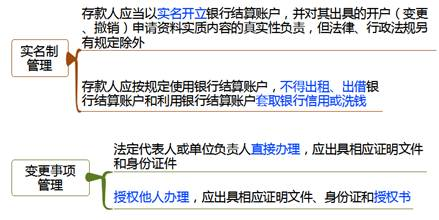 存款人应当以实名开立银行结算账户，并对其出具的开户（变更
、撤销）申请资料实质内容的真实性负责，但法律、行政法规另
有规定除外
实名制
管理
存款人应按规定使用银行结算账户，不得出租、出借银
行结算账户和利用银行结算账户套取银行信用或洗钱
法定代表人或单位负责人直接办理，应出具相应证明文件
和身份证件
变更事项
管理
授权他人办理，应出具相应证明文件、身份证和授权书